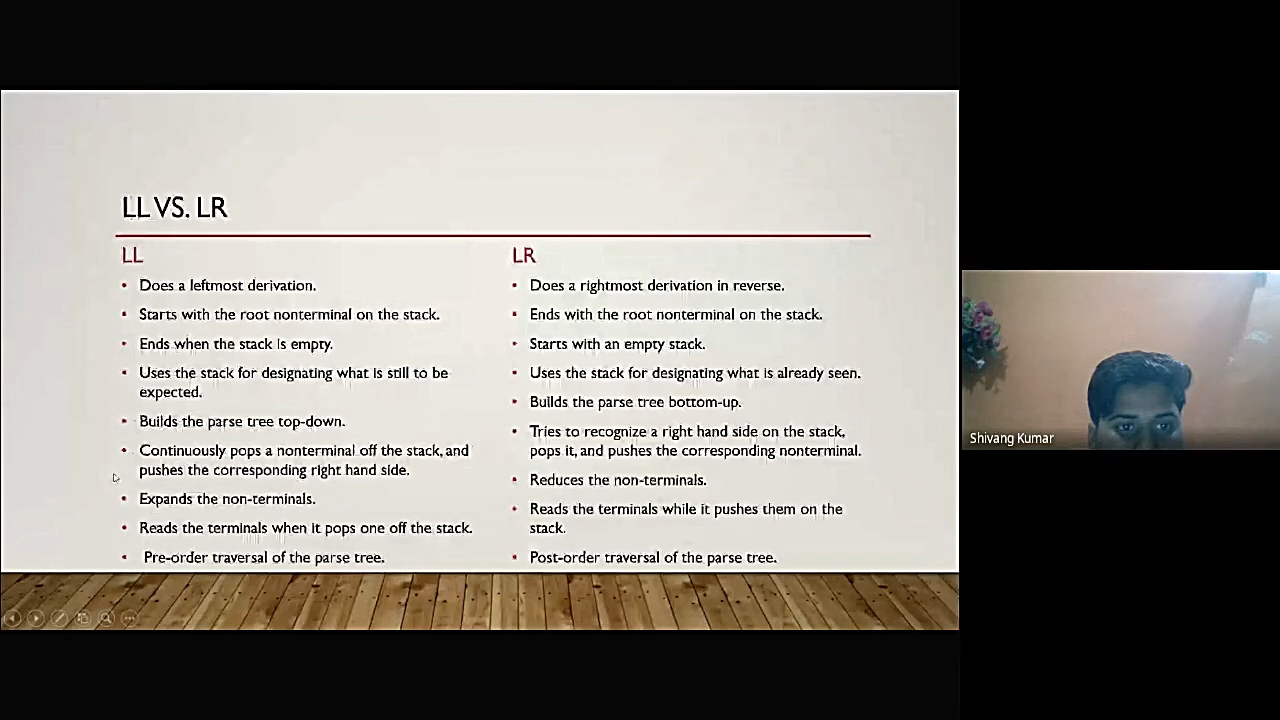 LL VS. LR
LL
• Does a leftmost derivation.
• Starts with the root nonterminal on the stack.
• Ends when the stack is empty.
• Uses the stack for designating what is still to be
expected.
• Builds the parse tree top-down.
• Continuously pops a nonterminal off the stack, and
pushes the corresponding right hand side.
• Expands the non-terminals.
• Reads the terminals when it pops one off the stack.
• Pre-order traversal of the parse tree.
LR
• Does a rightmost derivation in reverse.
• Ends with the root nonterminal on the stack.
• Starts with an empty stack.
• Uses the stack for designating what is already seen.
• Builds the parse tree bottom-up.
• Tries to recognize a right hand side on the stack,
pops it, and pushes the corresponding nonterminal.
• Reduces the non-terminals.
• Reads the terminals while it pushes them on the
stack.
• Post-order traversal of the parse tree.
Shivang Kumar